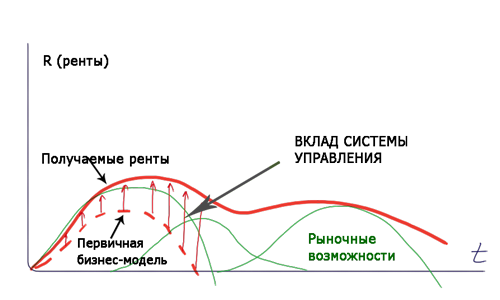 R (ренты)
ВКЛАД СИСТЕМЫ
УПРАВЛЕНИЯ
Получаемые ренты
Первичная
бизнес-модель
Рыночные
возможности
t